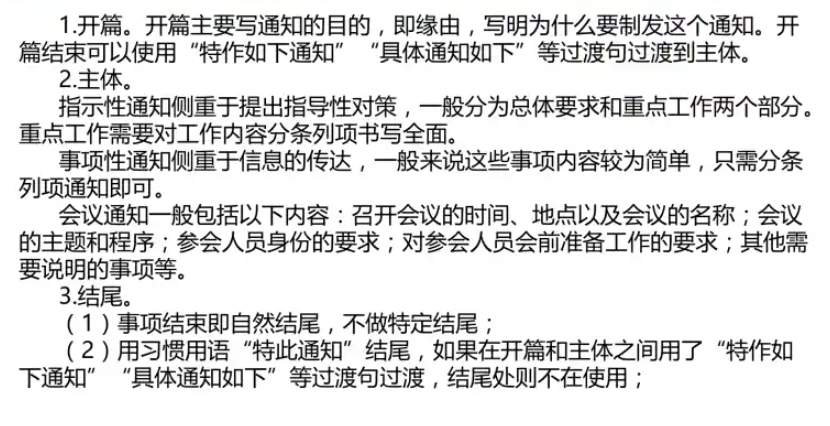 1.开篇。开篇主要写通知的目的，即缘由，写明为什么要制发这个通知。开
篇结束可以使用“特作如下通知”“具体通知如下”等过渡句过渡到主体。
2.主体。
指示性通知侧重于提出指导性对策，一般分为总体要求和重点工作两个部分。
重点工作需要对工作内容分条列项书写全面。
事项性通知侧重于信息的传达，一般来说这些事项内容较为简单，只需分条
列项通知即可。
会议通知一般包括以下内容：召开会议的时间、地点以及会议的名称；会议
的主题和程序；参会人员身份的要求；对参会人员会前准备工作的要求；其他需
要说明的事项等。
3.结尾。
（1）事项结束即自然结尾，不做特定结尾；
（2）用习惯用语“特此通知”结尾，如果在开篇和主体之间用了“特作如
下通知”“具体通知如下”等过渡句过渡，结尾处则不在使用；